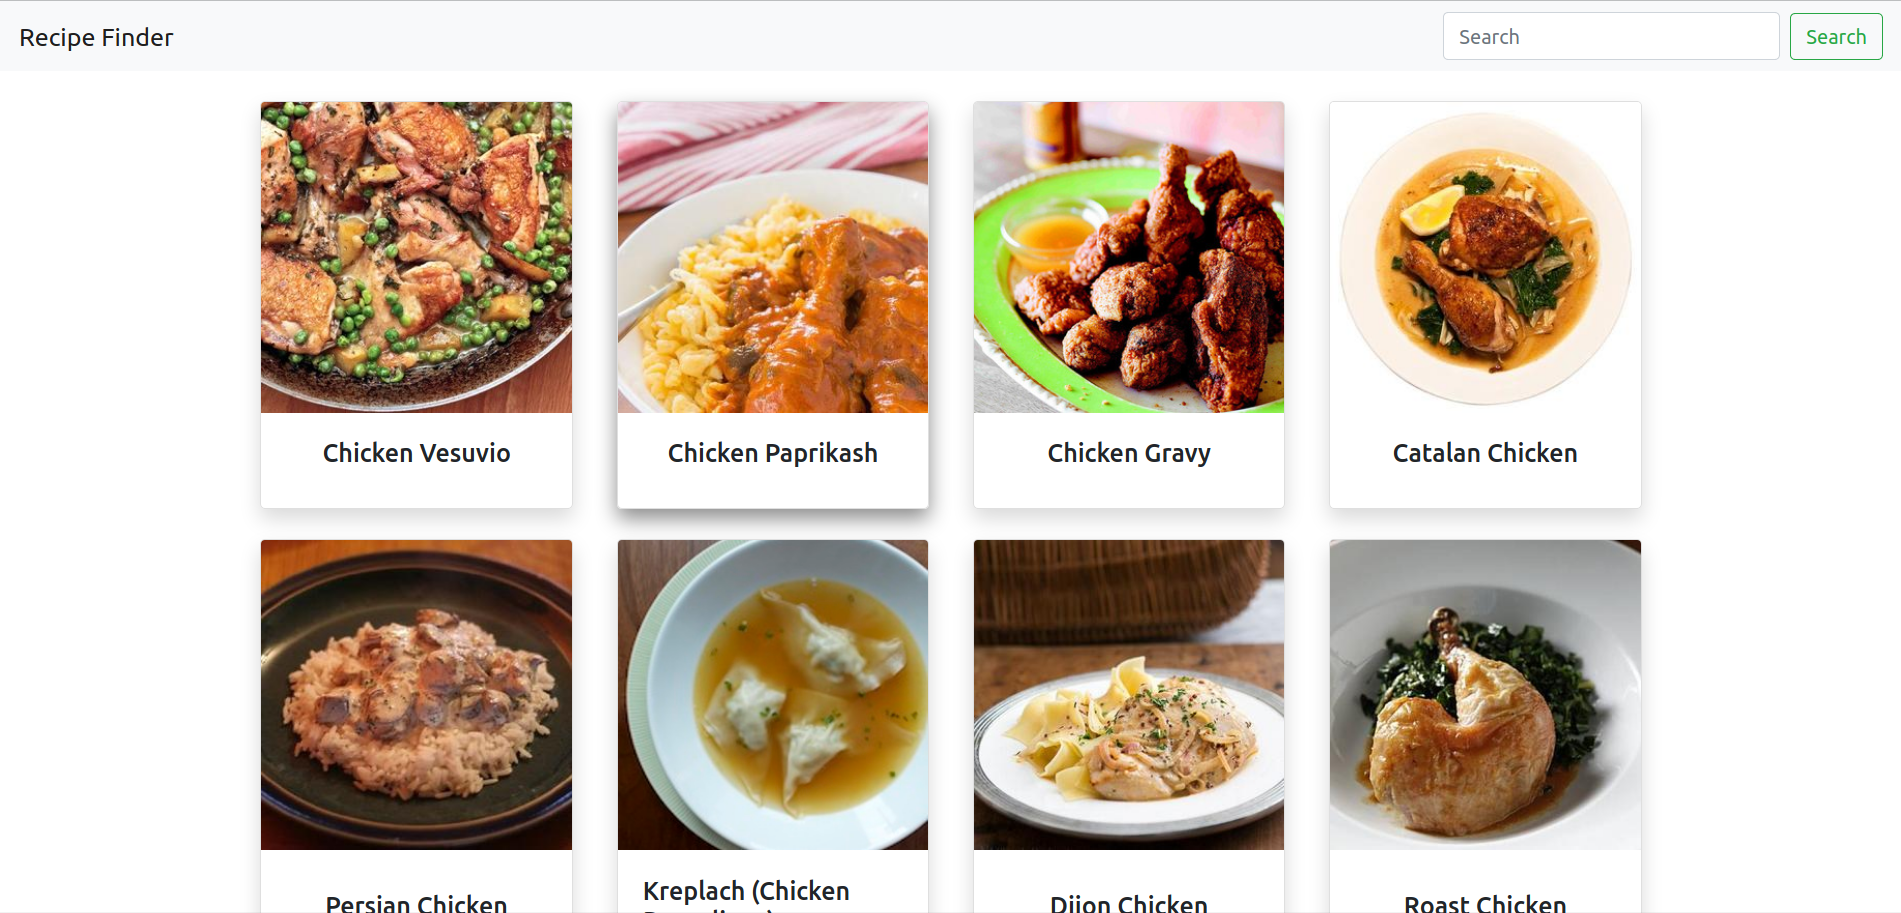 Recipe Finder
Search
Search
Chicken Vesuvio
Chicken Paprikash
Chicken Gravy
Catalan Chicken
Persian Chicken
Kreplach (Chicken
Dijon Chicken
Roast Chicken